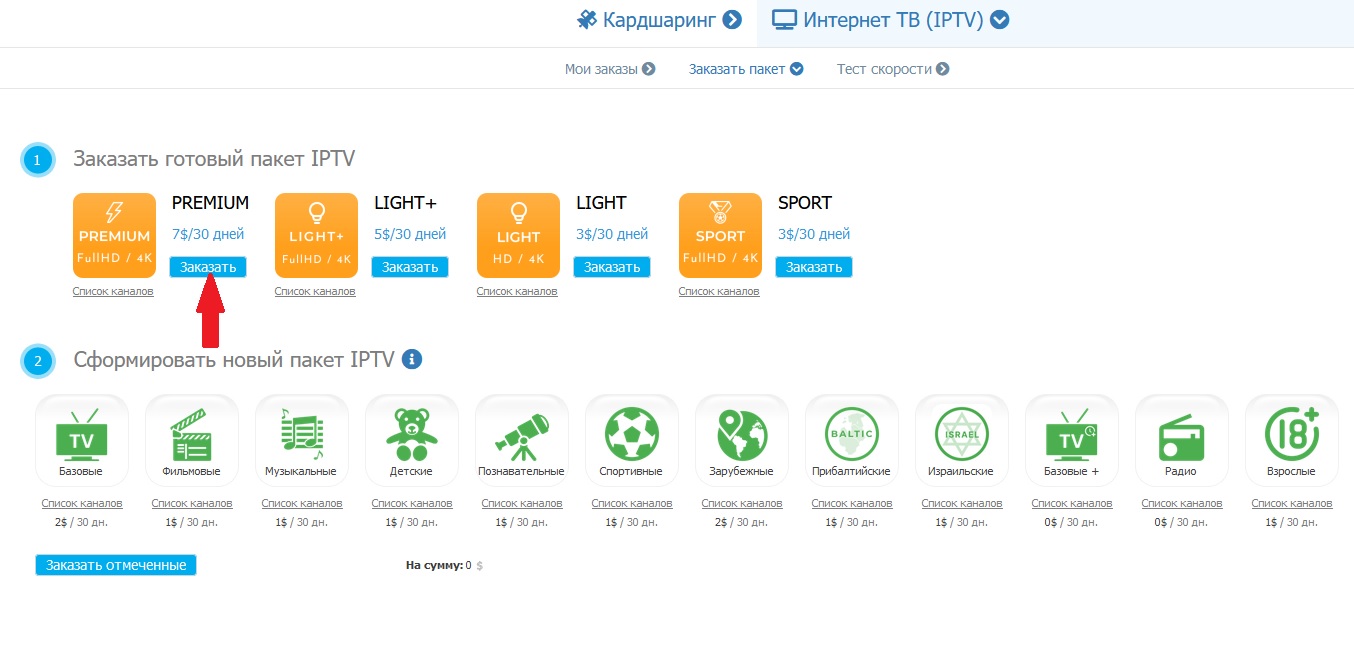 Кардшаринг Интернет ТВ (IPTV)
Мои заказы Заказать пакет Тест скорости
1 Заказать готовый пакет IPTV
PREMIUM
FullHD / 4K
PREMIUM
7$/30 дней
Заказать
Список каналов
LIGHT+
FullHD / 4K
LIGHT+
5$/30 дней
Заказать
Список каналов
LIGHT
HD / 4K
LIGHT
3$/30 дней
Заказать
Список каналов
SPORT
FullHD / 4K
SPORT
3$/30 дней
Заказать
Список каналов
2 Сформировать новый пакет IPTV
TV
Базовые
Список каналов
2$ / 30 дн.
Фильмовые
Список каналов
1$ / 30 дн.
Музыкальные
Список каналов
1$ / 30 дн.
Детские
Список каналов
1$ / 30 дн.
Познавательные
Список каналов
1$ / 30 дн.
Спортивные
Список каналов
1$ / 30 дн.
Зарубежные
Список каналов
2$ / 30 дн.
BALTIC
Прибалтийские
Список каналов
1$ / 30 дн.
ISRAEL
Израильские
Список каналов
1$ / 30 дн.
TV
Базовые +
Список каналов
0$ / 30 дн.
Радио
Список каналов
0$ / 30 дн.
18+
Взрослые
Список каналов
1$ / 30 дн.
Заказать отмеченные
На сумму: 0 $